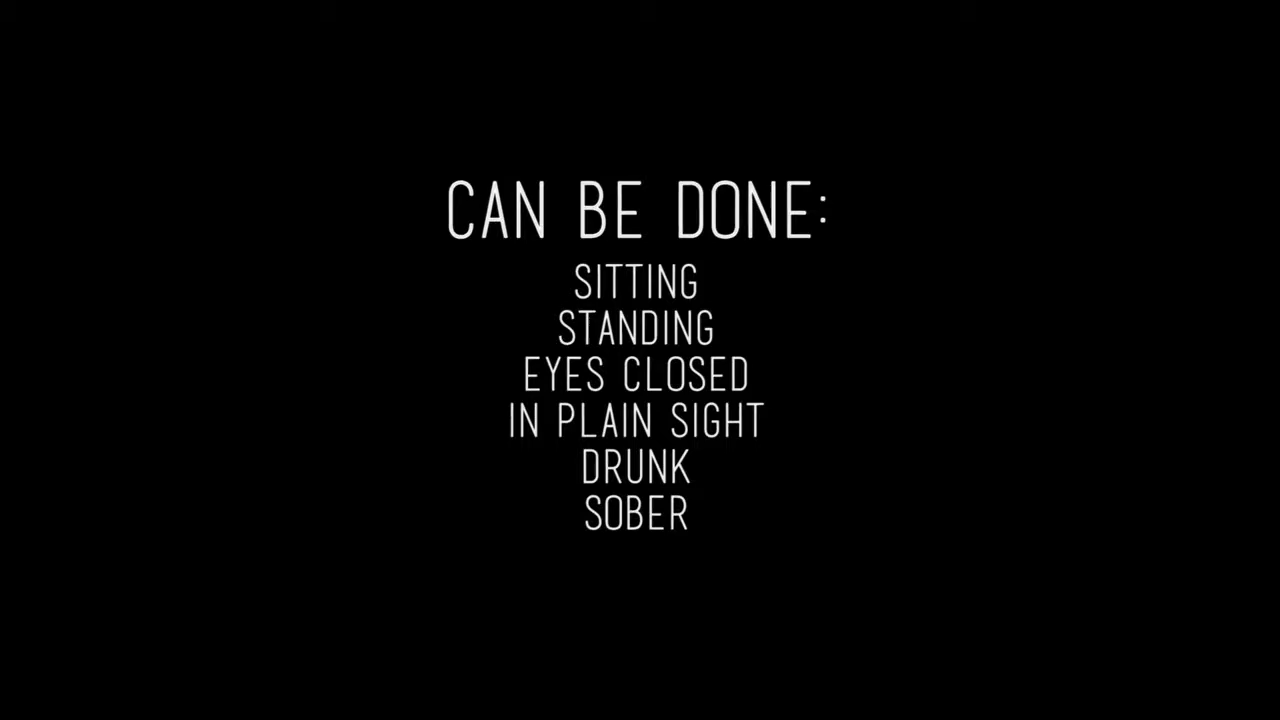 CAN BE DONE:
SITTING
STANDING
EYES CLOSED
IN PLAIN SIGHT
DRUNK
SOBER